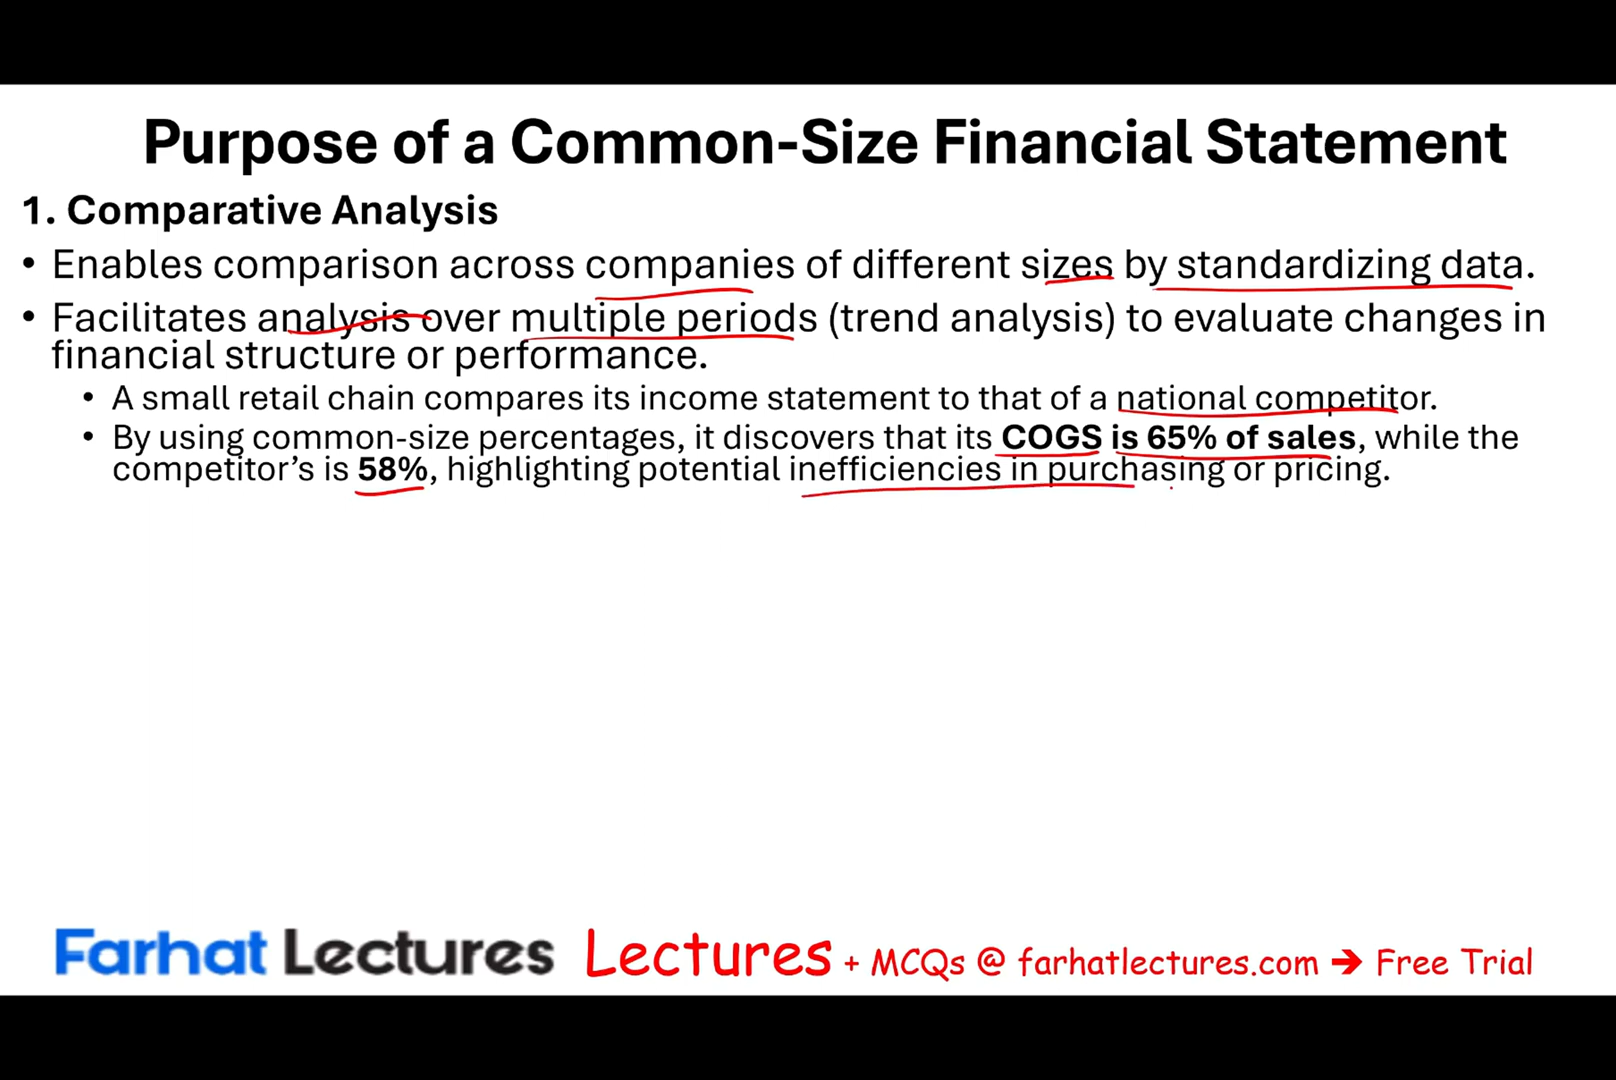 Purpose of a Common-Size Financial Statement
1. Comparative Analysis
• Enables comparison across companies of different sizes by standardizing data.
• Facilitates analysis over multiple periods (trend analysis) to evaluate changes in
financial structure or performance.
• A small retail chain compares its income statement to that of a national competitor.
• By using common-size percentages, it discovers that its COGS is 65% of sales, while the
competitor’s is 58%, highlighting potential inefficiencies in purchasing or pricing.
Farhat Lectures Lectures + MCQs @ farhatlectures.com → Free Trial